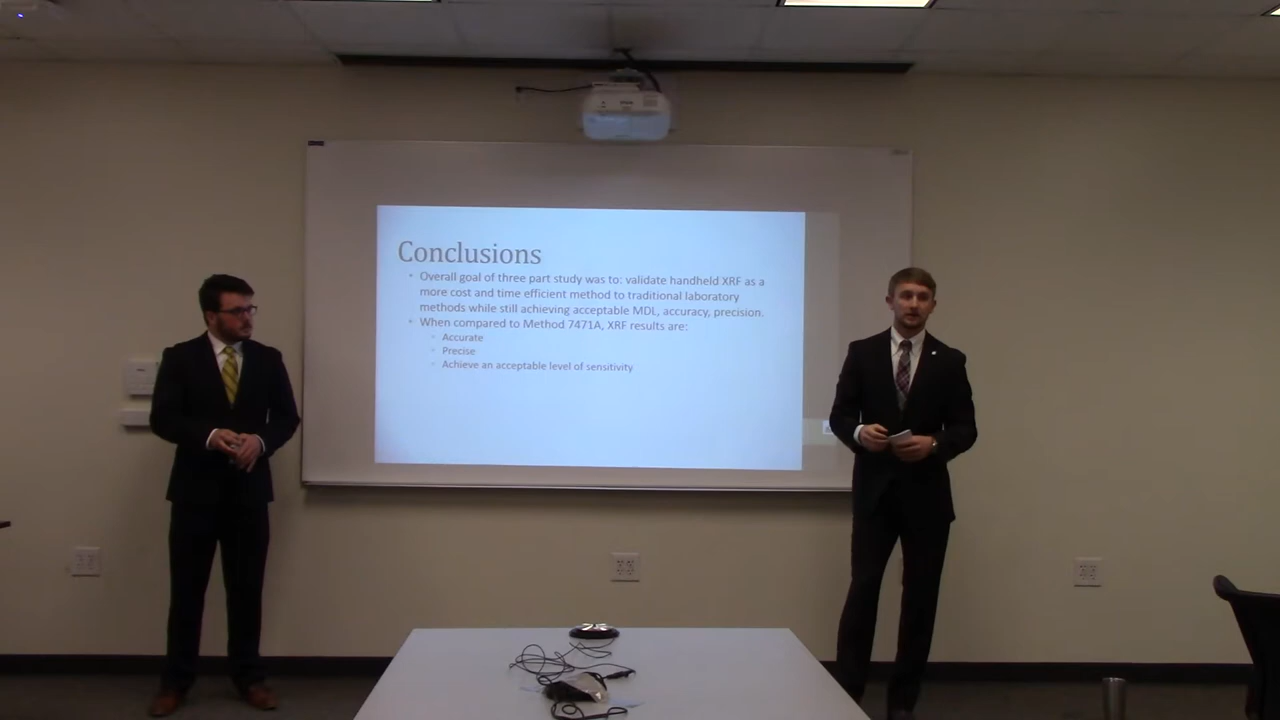 Conclusions
Overall goal of three part study was to: validate handheld XRF as a
more cost and time efficient method to traditional laboratory
methods while still achieving acceptable MDL, accuracy, precision.
When compared to Method 7471A, XRF results are:
Accurate
Precise
Achieve an acceptable level of sensitivity